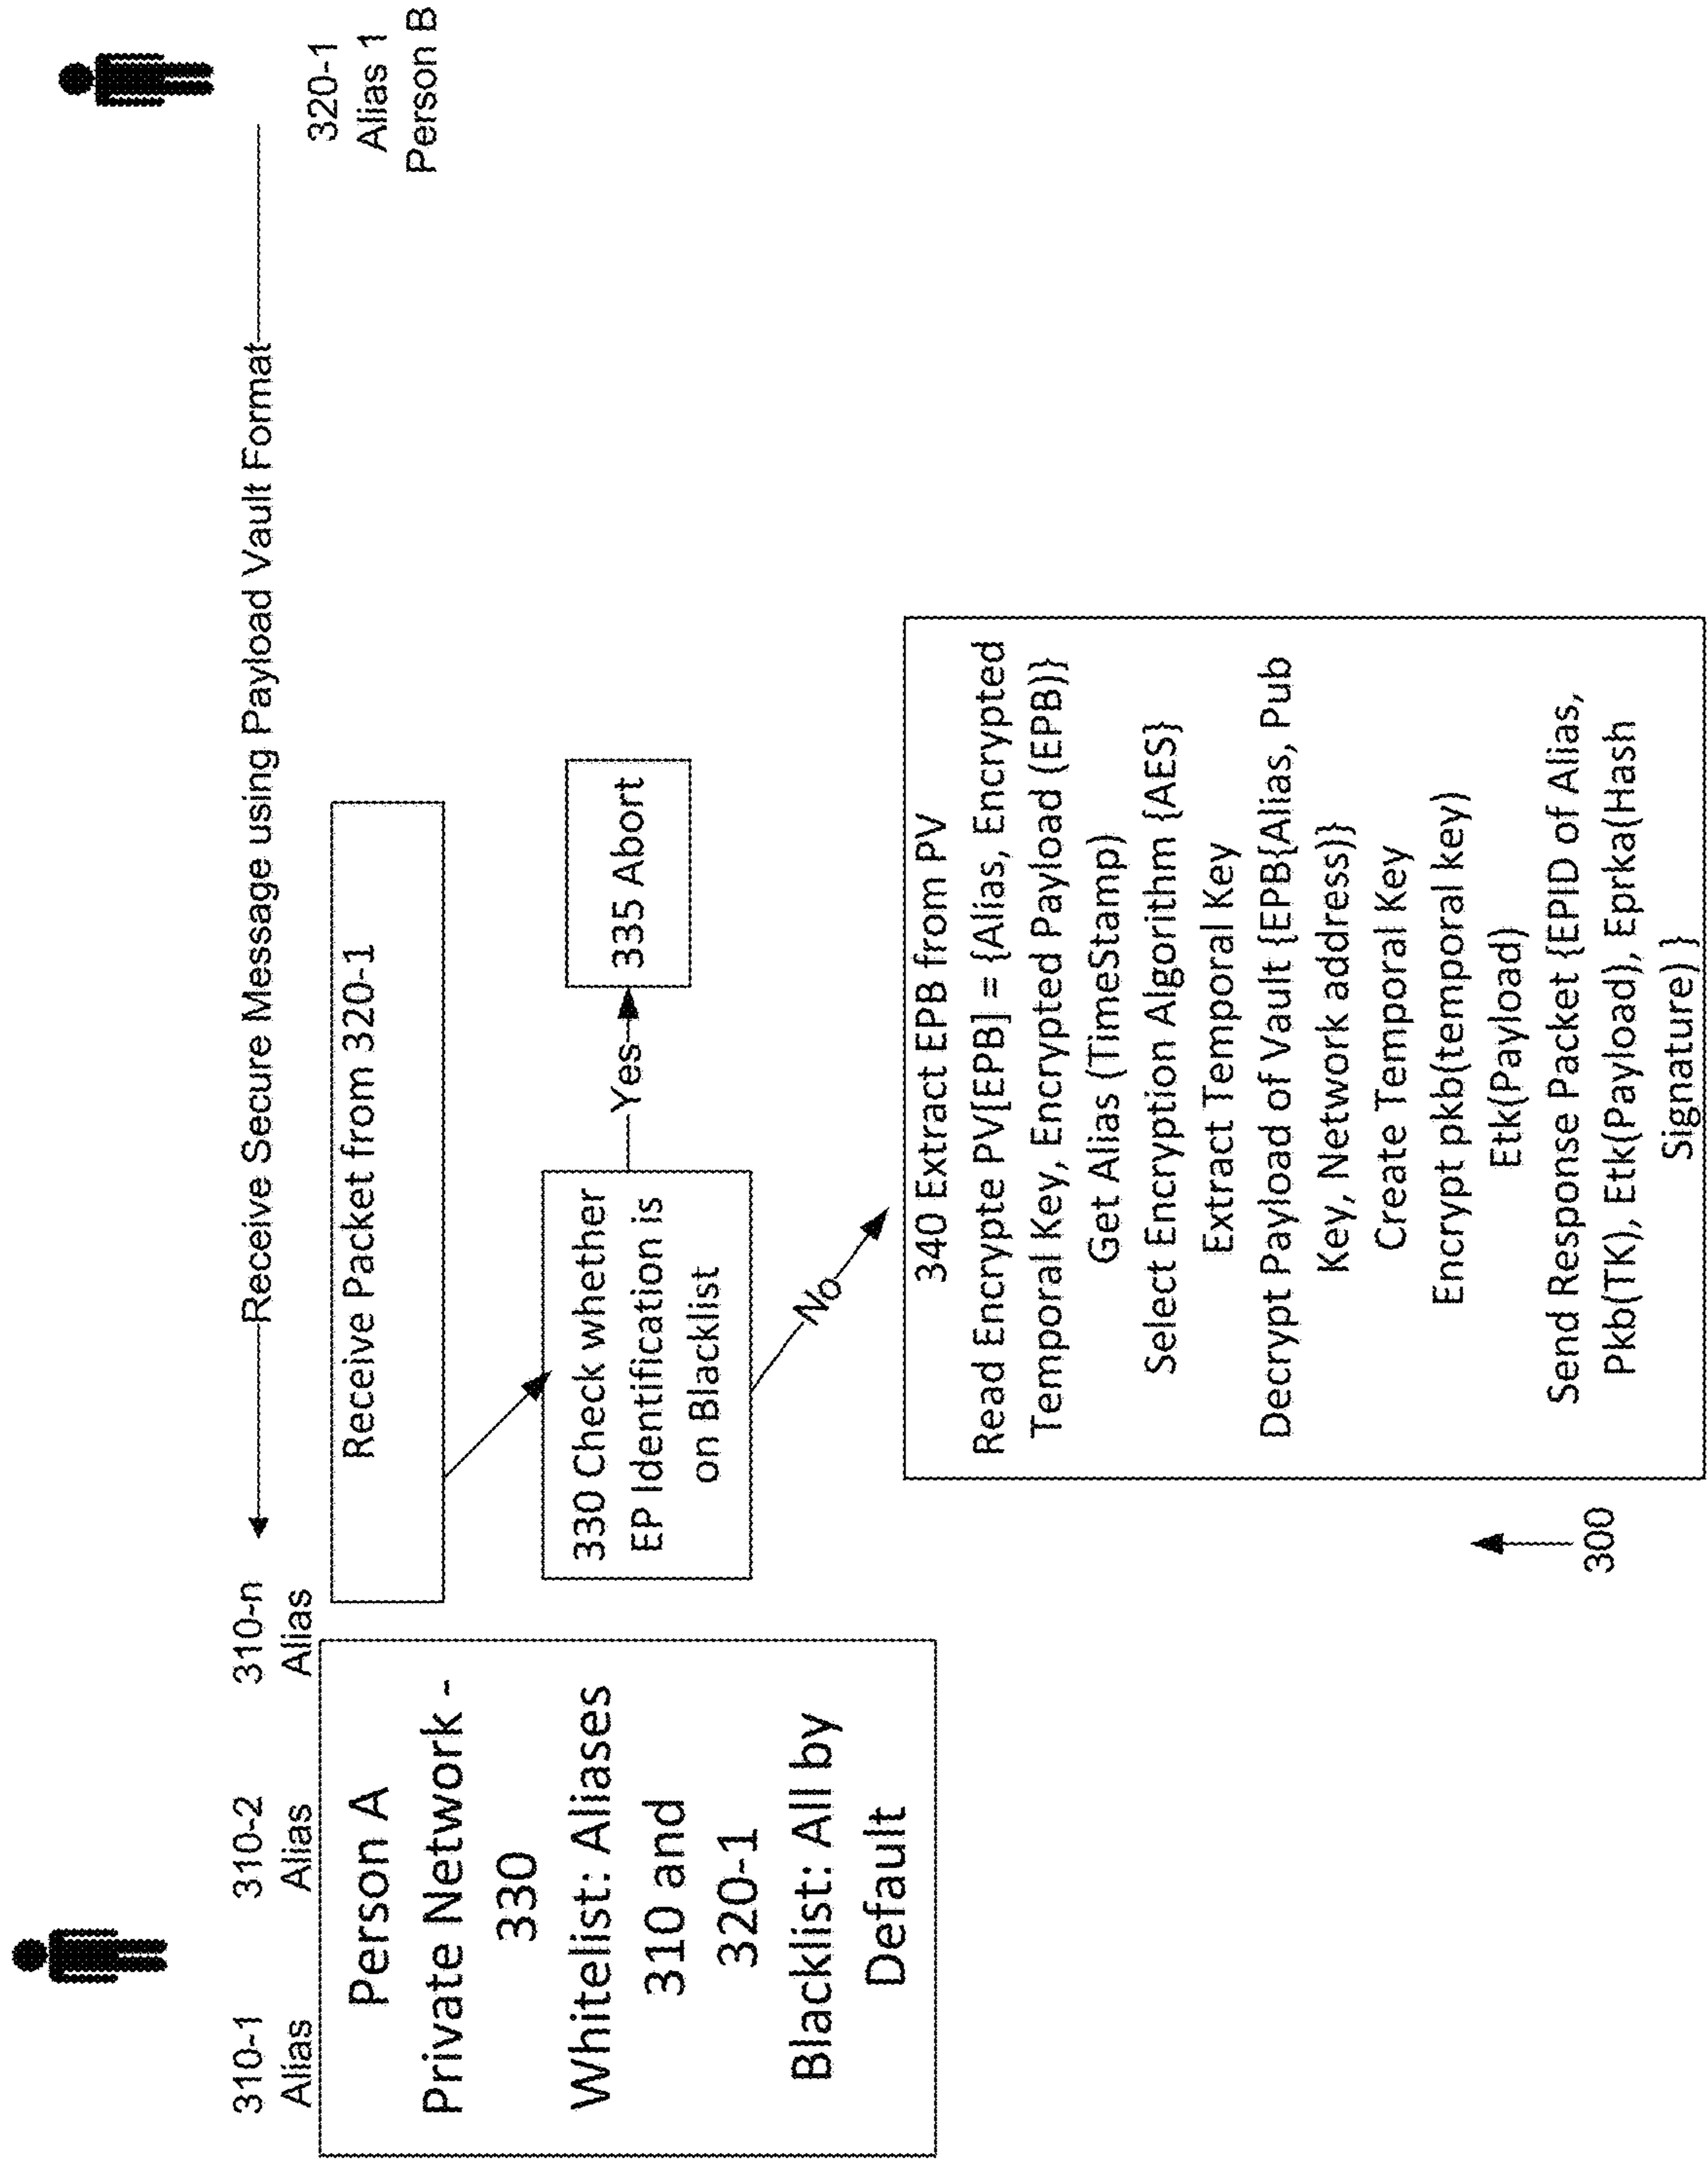 310-1
Alias
310-2
Alias
310-n
Alias
Receive Secure Message using Payload Vault Format
320-1
Alias 1
Person B
Person A
Private Network -
330
Whitelist: Aliases
310 and
320-1
Blacklist: All by
Default
Receive Packet from 320-1
330 Check whether
EP Identification is
on Blacklist
Yes
335 Abort
No
340 Extract EPB from PV
Read Encrypte PV[EPB] = {Alias, Encrypted
Temporal Key, Encrypted Payload (EPB)}
Get Alias (TimeStamp)
Select Encryption Algorithm {AES}
Extract Temporal Key
Decrypt Payload of Vault {EPB{Alias, Pub
Key, Network address}}
Create Temporal Key
Encrypt pkb(temporal key)
Etk(Payload)
Send Response Packet {EPID of Alias,
Pkb(TK), Etk(Payload), Eprka(Hash
Signature) }
300